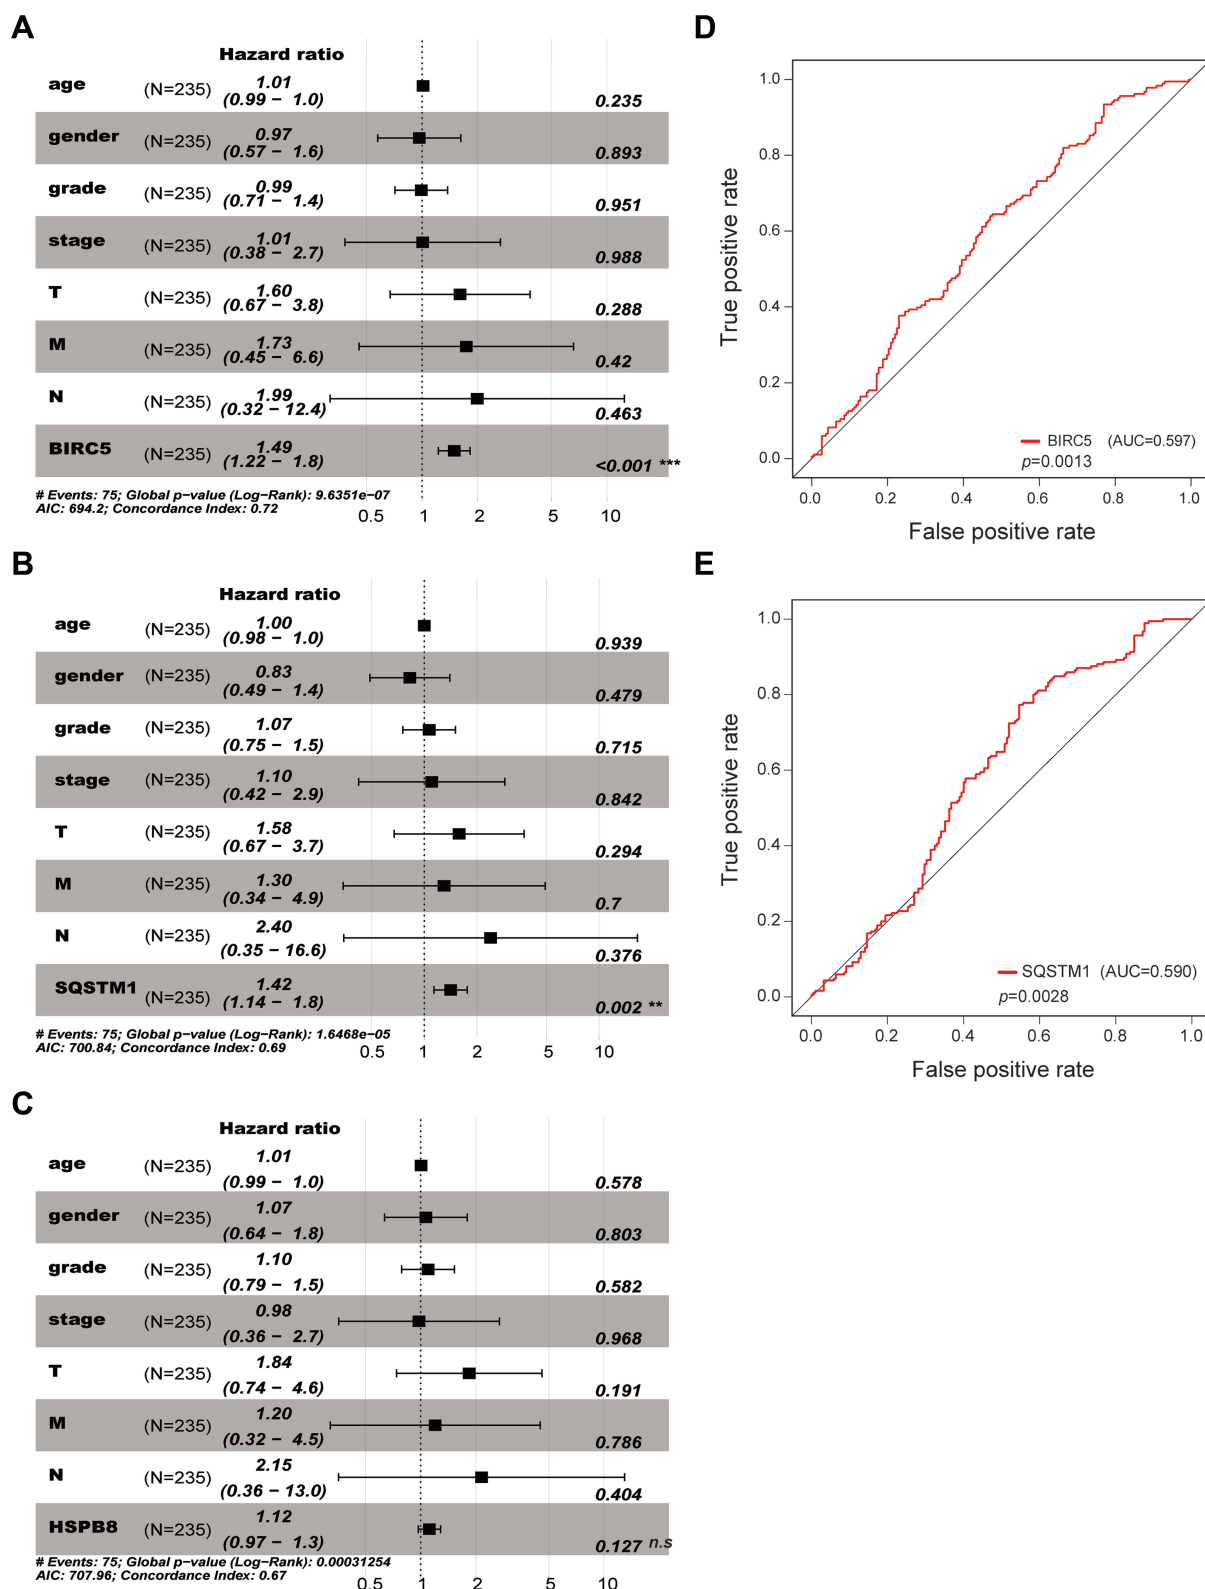 A
Hazard ratio
age (N=235) 1.01 (0.99 − 1.0) 0.235
gender (N=235) 0.97 (0.57 − 1.6) 0.893
grade (N=235) 0.99 (0.71 − 1.4) 0.951
stage (N=235) 1.01 (0.38 − 2.7) 0.988
T (N=235) 1.60 (0.67 − 3.8) 0.288
M (N=235) 1.73 (0.45 − 6.6) 0.42
N (N=235) 1.99 (0.32 − 12.4) 0.463
BIRC5 (N=235) 1.49 (1.22 − 1.8) <0.001 ***
# Events: 75; Global p−value (Log−Rank): 9.6351e−07
AIC: 694.2; Concordance Index: 0.72
0.5 1 2 5 10
B
Hazard ratio
age (N=235) 1.00 (0.98 − 1.0) 0.939
gender (N=235) 0.83 (0.49 − 1.4) 0.479
grade (N=235) 1.07 (0.75 − 1.5) 0.715
stage (N=235) 1.10 (0.42 − 2.9) 0.842
T (N=235) 1.58 (0.67 − 3.7) 0.294
M (N=235) 1.30 (0.34 − 4.9) 0.7
N (N=235) 2.40 (0.35 − 16.6) 0.376
SQSTM1 (N=235) 1.42 (1.14 − 1.8) 0.002 **
# Events: 75; Global p−value (Log−Rank): 1.6468e−05
AIC: 700.84; Concordance Index: 0.69
0.5 1 2 5 10
C
Hazard ratio
age (N=235) 1.01 (0.99 − 1.0) 0.578
gender (N=235) 1.07 (0.64 − 1.8) 0.803
grade (N=235) 1.10 (0.79 − 1.5) 0.582
stage (N=235) 0.98 (0.36 − 2.7) 0.968
T (N=235) 1.84 (0.74 − 4.6) 0.191
M (N=235) 1.20 (0.32 − 4.5) 0.786
N (N=235) 2.15 (0.36 − 13.0) 0.404
HSPB8 (N=235) 1.12 (0.97 − 1.3) 0.127 n.s
# Events: 75; Global p−value (Log−Rank): 0.00031254
AIC: 707.96; Concordance Index: 0.67
0.5 1 2 5 10
D
True positive rate
1.0
0.8
0.6
0.4
0.2
0.0
BIRC5 (AUC=0.597)
p=0.0013
0.0 0.2 0.4 0.6 0.8 1.0
False positive rate
E
True positive rate
1.0
0.8
0.6
0.4
0.2
0.0
SQSTM1 (AUC=0.590)
p=0.0028
0.0 0.2 0.4 0.6 0.8 1.0
False positive rate